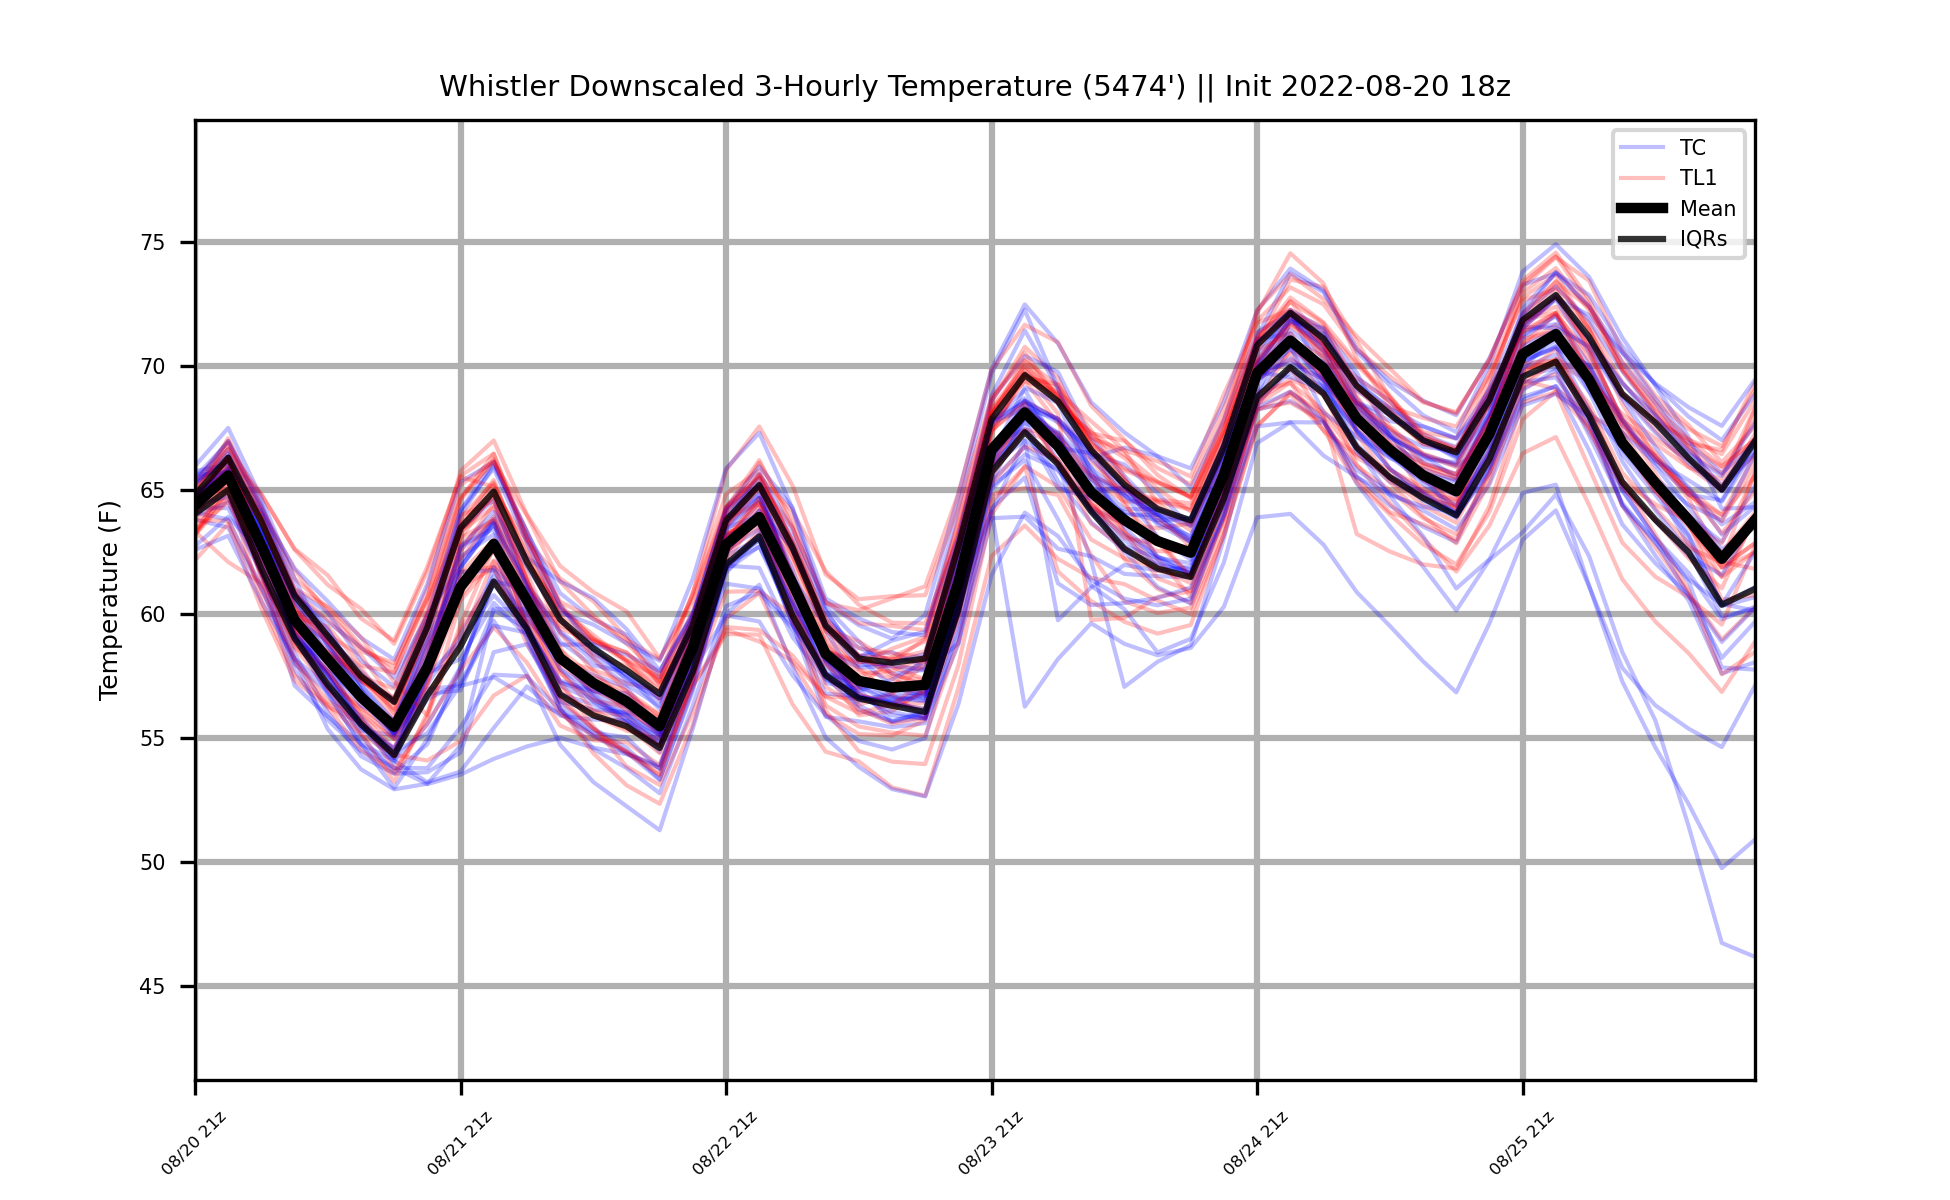 Whistler Downscaled 3-Hourly Temperature (5474') || Init 2022-08-20 18z
TC
TL1
Mean
IQRs
Temperature (F)
75
70
65
60
55
50
45
08/20 21z
08/21 21z
08/22 21z
08/23 21z
08/24 21z
08/25 21z